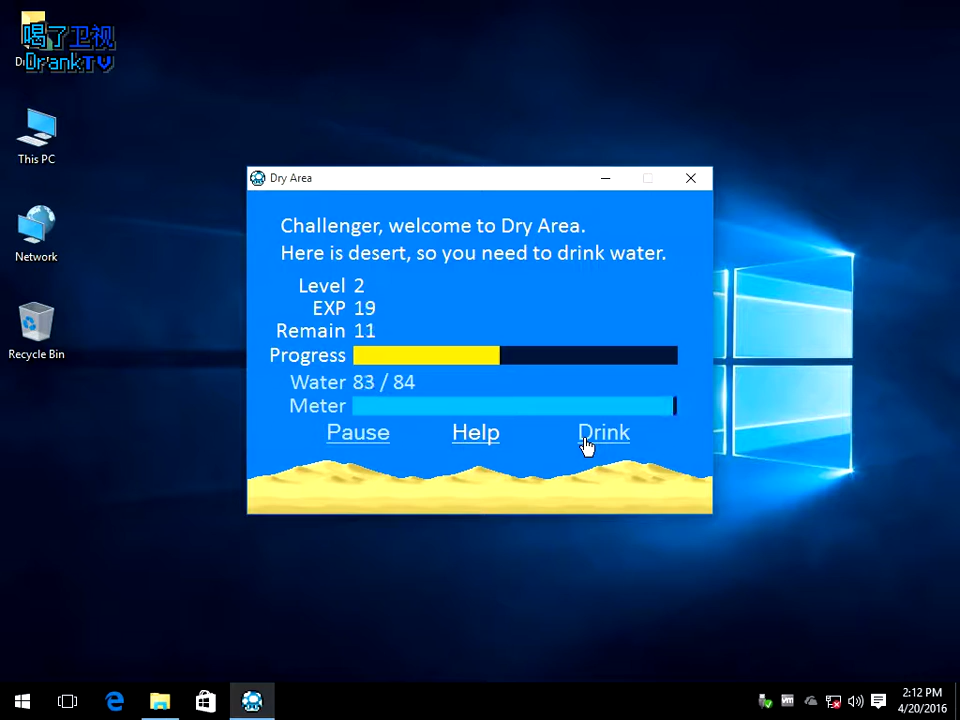 喝了卫视
DrankTV
This PC
Network
Recycle Bin
Dry Area
Challenger, welcome to Dry Area.
Here is desert, so you need to drink water.
Level 2
EXP 19
Remain 11
Progress
Water 83 / 84
Meter
Pause Help Drink
2:12 PM
4/20/2016